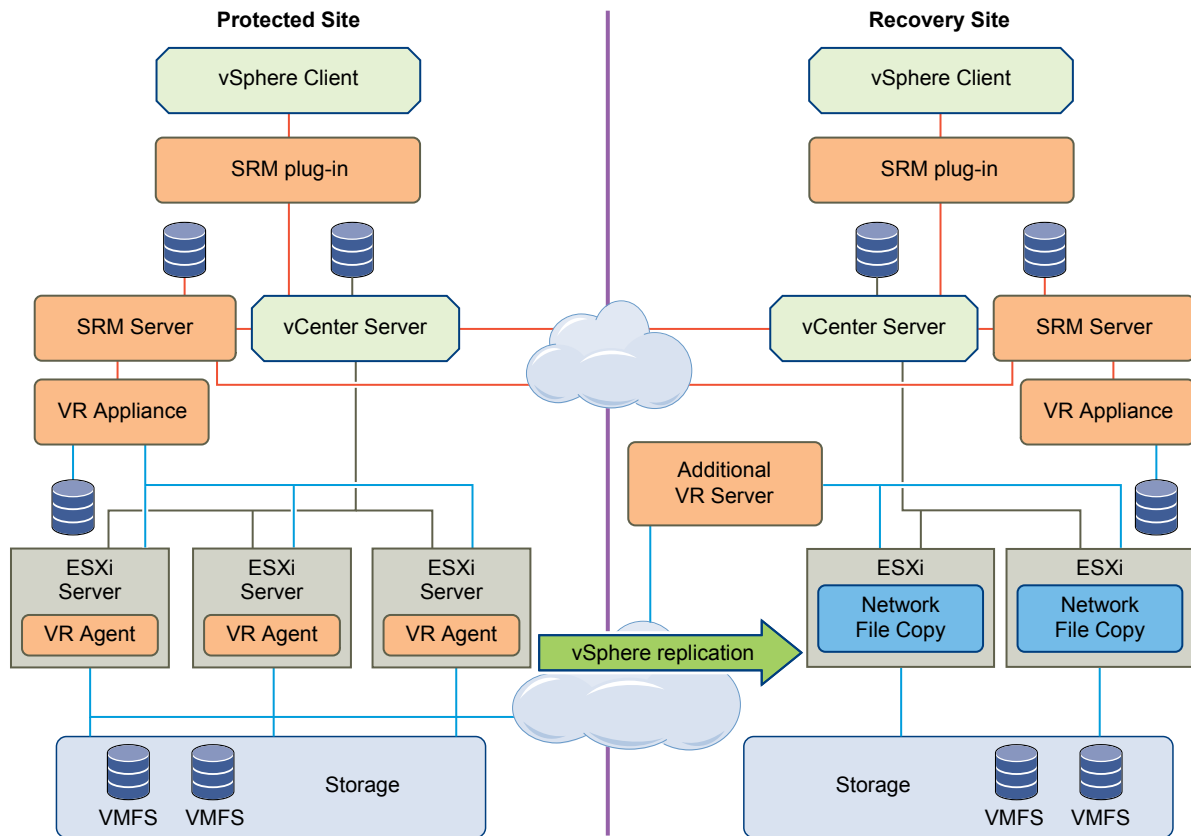 Protected Site
Recovery Site
vSphere Client
vSphere Client
SRM plug-in
SRM plug-in
SRM Server
vCenter Server
vCenter Server
SRM Server
VR Appliance
VR Appliance
Additional
VR Server
ESXi
Server
VR Agent
ESXi
Server
VR Agent
ESXi
Server
VR Agent
vSphere replication
ESXi
Network
File Copy
ESXi
Network
File Copy
Storage
VMFS
VMFS
Storage
VMFS
VMFS